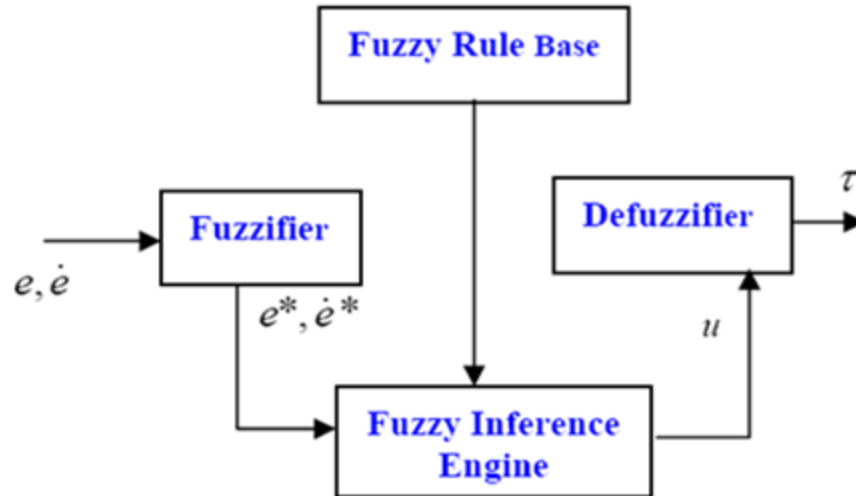 Fuzzy Rule Base
Fuzzifier
Defuzzifier
τ
e, ė
e*, ė*
u
Fuzzy Inference
Engine